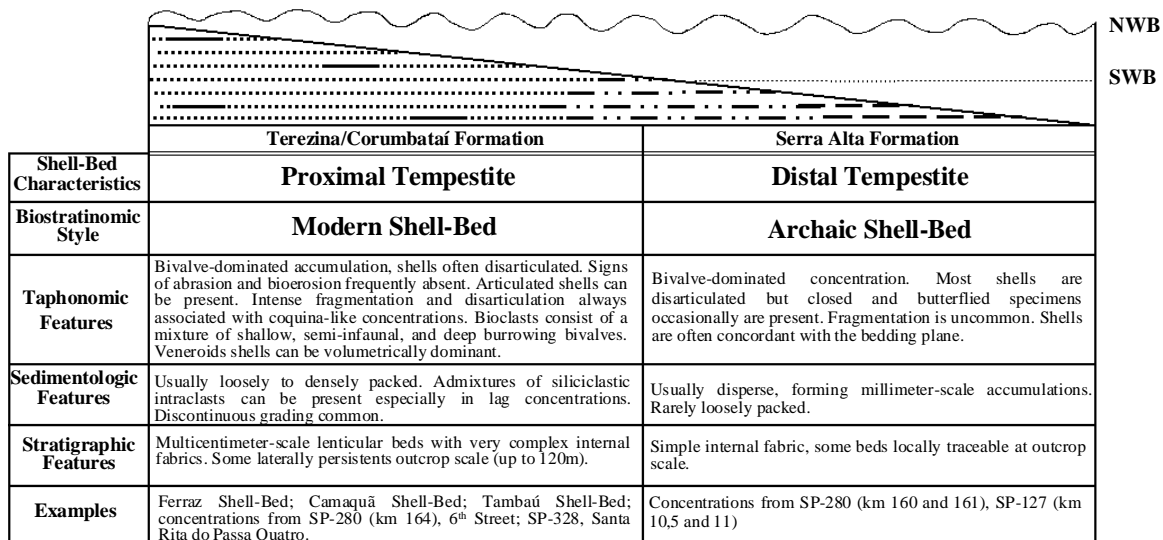 NWB
SWB
Terezina/Corumbataí Formation
Serra Alta Formation
Shell-Bed
Characteristics
Proximal Tempestite
Distal Tempestite
Biostratinomic
Style
Modern Shell-Bed
Archaic Shell-Bed
Taphonomic
Features
Bivalve-dominated accumulation, shells often disarticulated. Signs
of abrasion and bioerosion frequently absent. Articulated shells can
be present. Intense fragmentation and disarticulation always
associated with coquina-like concentrations. Bioclasts consist of a
mixture of shallow, semi-infaunal, and deep burrowing bivalves.
Veneroids shells can be volumetrically dominant.
Bivalve-dominated concentration. Most shells are
disarticulated but closed and butterflied specimens
occasionally are present. Fragmentation is uncommon. Shells
are often concordant with the bedding plane.
Sedimentologic
Features
Usually loosely to densely packed. Admixtures of siliciclastic
intraclasts can be present especially in lag concentrations.
Discontinuous grading common.
Usually disperse, forming millimeter-scale accumulations.
Rarely loosely packed.
Stratigraphic
Features
Multicentimeter-scale lenticular beds with very complex internal
fabrics. Some laterally persistents outcrop scale (up to 120m).
Simple internal fabric, some beds locally traceable at outcrop
scale.
Examples
Ferraz Shell-Bed; Camaquã Shell-Bed; Tambaú Shell-Bed;
concentrations from SP-280 (km 164), 6th Street; SP-328, Santa
Rita do Passa Quatro.
Concentrations from SP-280 (km 160 and 161), SP-127 (km
10,5 and 11)